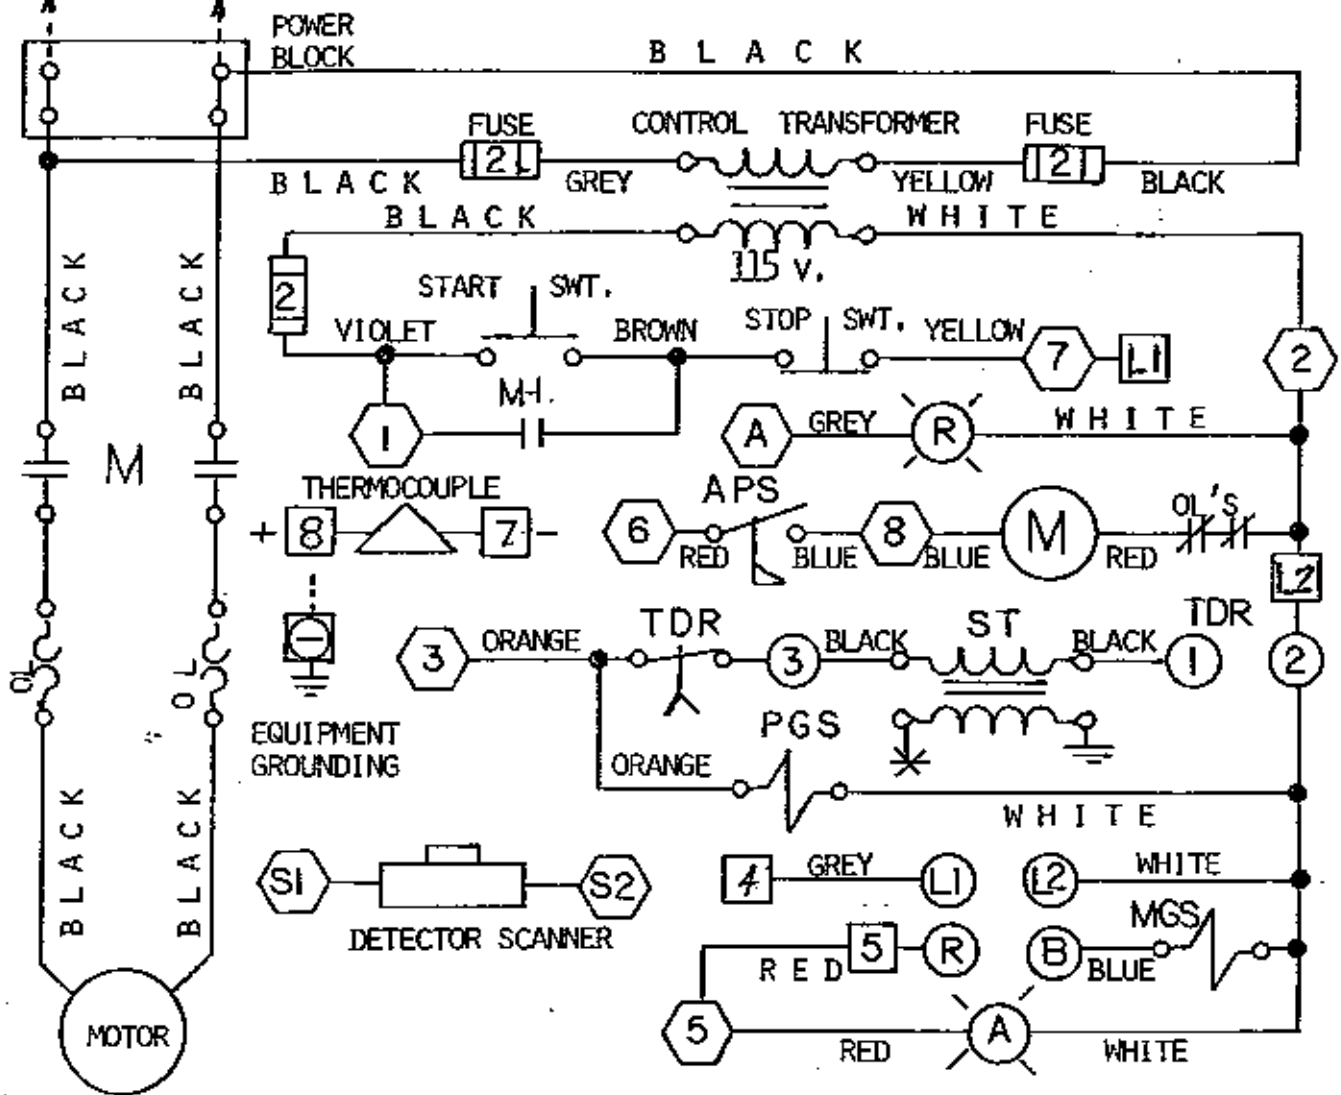 POWER
BLOCK
B L A C K
FUSE CONTROL TRANSFORMER FUSE
2 2
B L A C K GREY YELLOW BLACK
B L A C K W H I T E
115 V.
B L A C K
B L A C K
2
START SWT. STOP SWT.
VIOLET BROWN YELLOW 7 L1 2
M-1.
1 A GREY R W H I T E
M
THERMOCOUPLE APS
+ 8 7 - 6 RED BLUE 8 BLUE M RED OL'S
L2
TDR ST TDR
3 ORANGE 3 BLACK BLACK 1 2
OL OL
PGS
EQUIPMENT
GROUNDING
ORANGE
W H I T E
B L A C K
B L A C K
S1 S2 4 GREY L1 L2 WHITE
DETECTOR SCANNER MGS
R E D 5 R B BLUE
5 RED A WHITE
MOTOR